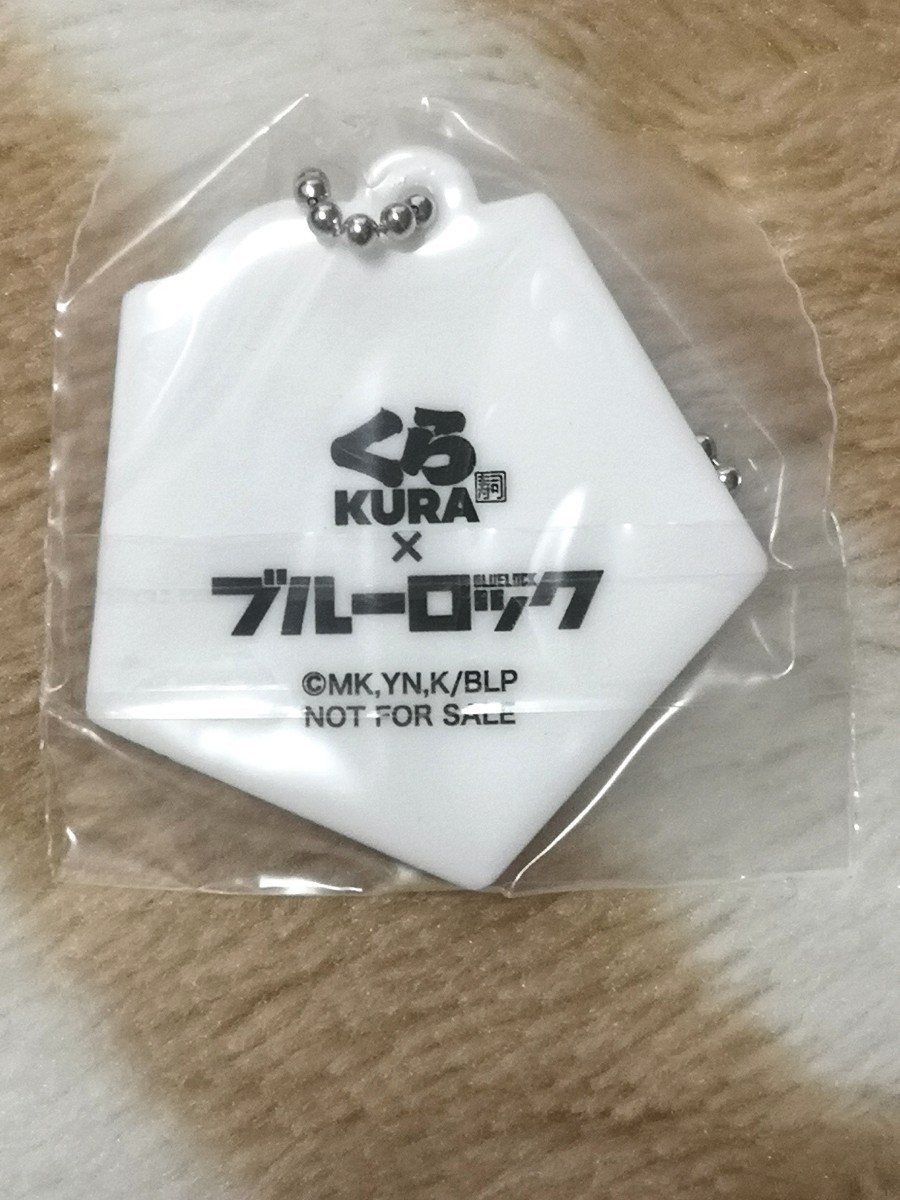 くら
KURA 寿司
×
ブルーロック
BLUELOCK
©MK,YN,K/BLP
NOT FOR SALE